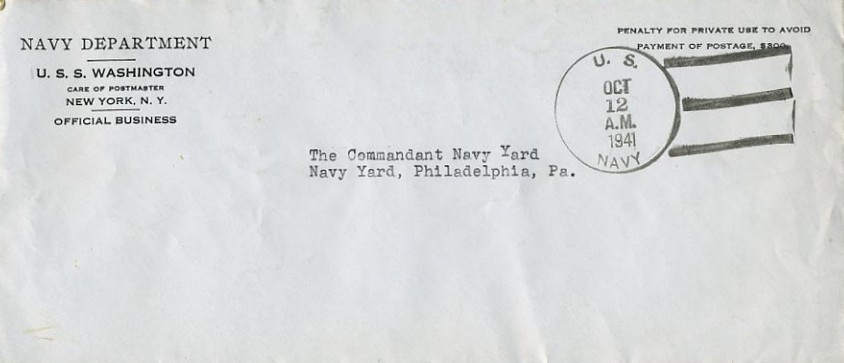 NAVY DEPARTMENT
U. S. S. WASHINGTON
CARE OF POSTMASTER
NEW YORK, N. Y.
OFFICIAL BUSINESS
PENALTY FOR PRIVATE USE TO AVOID
PAYMENT OF POSTAGE, $300
U. S.
OCT
12
A.M.
1941
NAVY
The Commandant Navy Yard
Navy Yard, Philadelphia, Pa.